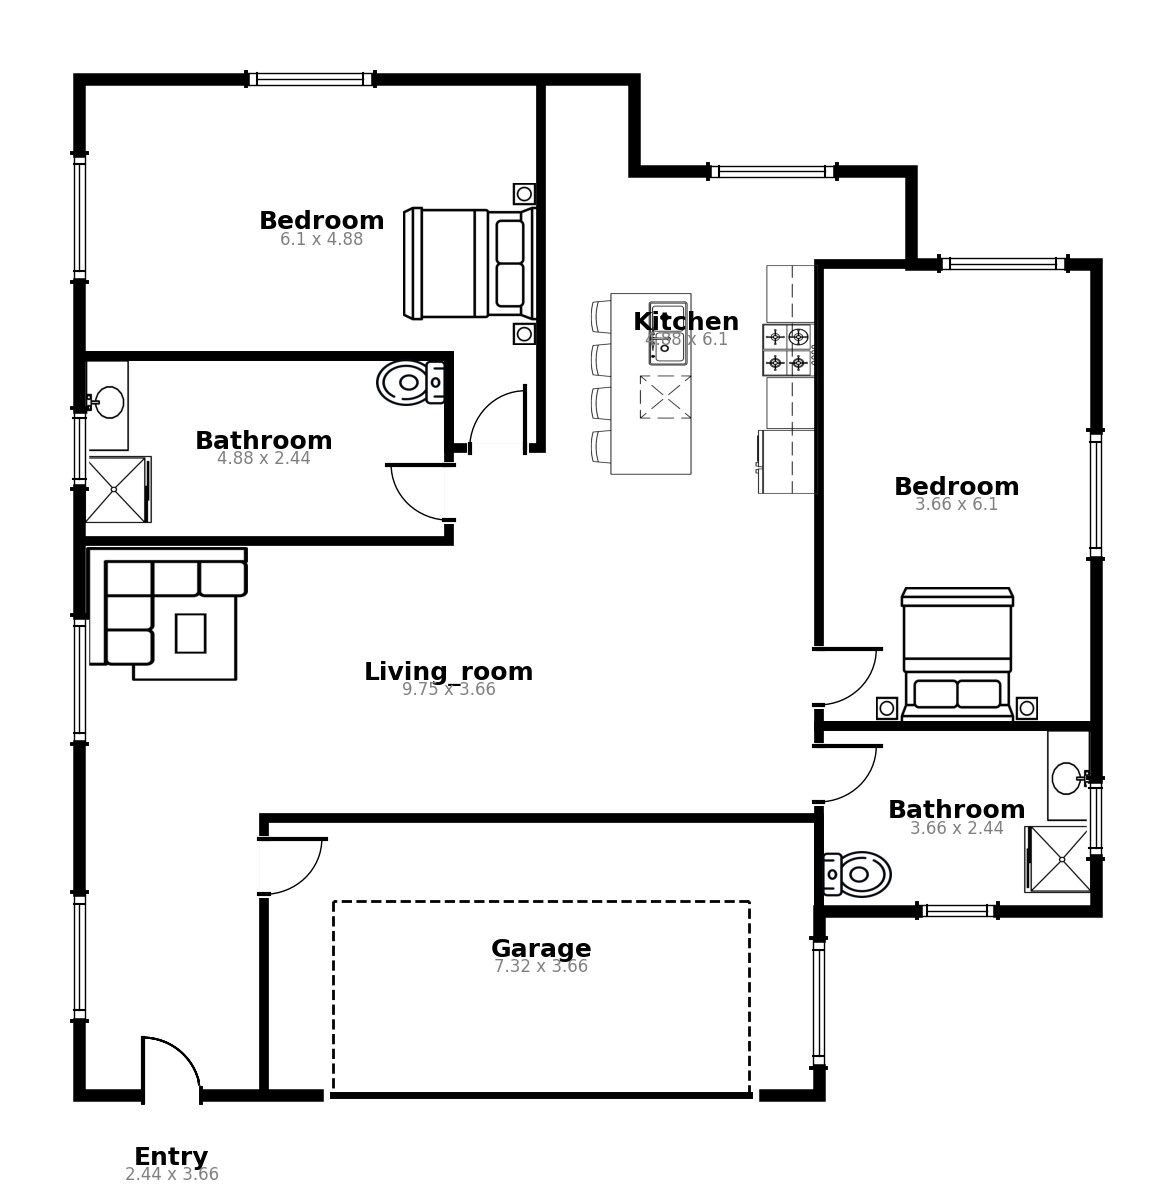 Bedroom
6.1 x 4.88
Kitchen
4.88 x 6.1
Bathroom
4.88 x 2.44
Bedroom
3.66 x 6.1
Living_room
9.75 x 3.66
Bathroom
3.66 x 2.44
Garage
7.32 x 3.66
Entry
2.44 x 3.66